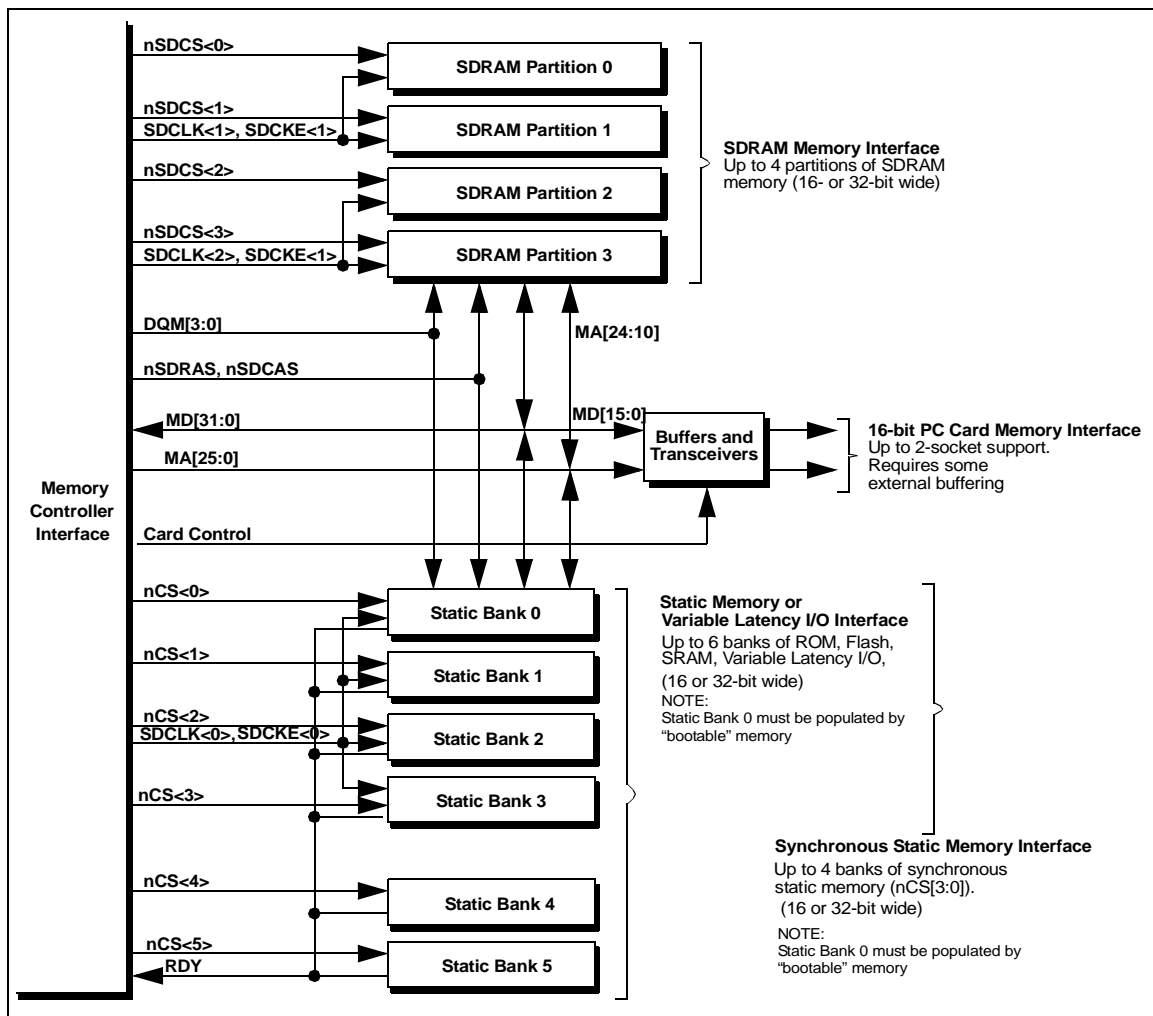 nSDCS<0>
SDRAM Partition 0
nSDCS<1>
SDCLK<1>, SDCKE<1>
SDRAM Partition 1
nSDCS<2>
SDRAM Partition 2
nSDCS<3>
SDCLK<2>, SDCKE<1>
SDRAM Partition 3
SDRAM Memory Interface
Up to 4 partitions of SDRAM
memory (16- or 32-bit wide)
DQM[3:0]
MA[24:10]
nSDRAS, nSDCAS
MD[31:0]
MD[15:0]
MA[25:0]
Buffers and
Transceivers
16-bit PC Card Memory Interface
Up to 2-socket support.
Requires some
external buffering
Memory
Controller
Interface
Card Control
nCS<0>
Static Bank 0
nCS<1>
Static Bank 1
nCS<2>
SDCLK<0>, SDCKE<0>
Static Bank 2
nCS<3>
Static Bank 3
nCS<4>
Static Bank 4
nCS<5>
RDY
Static Bank 5
Static Memory or
Variable Latency I/O Interface
Up to 6 banks of ROM, Flash,
SRAM, Variable Latency I/O,
(16 or 32-bit wide)
NOTE:
Static Bank 0 must be populated by
“bootable” memory
Synchronous Static Memory Interface
Up to 4 banks of synchronous
static memory (nCS[3:0]).
(16 or 32-bit wide)
NOTE:
Static Bank 0 must be populated by
“bootable” memory